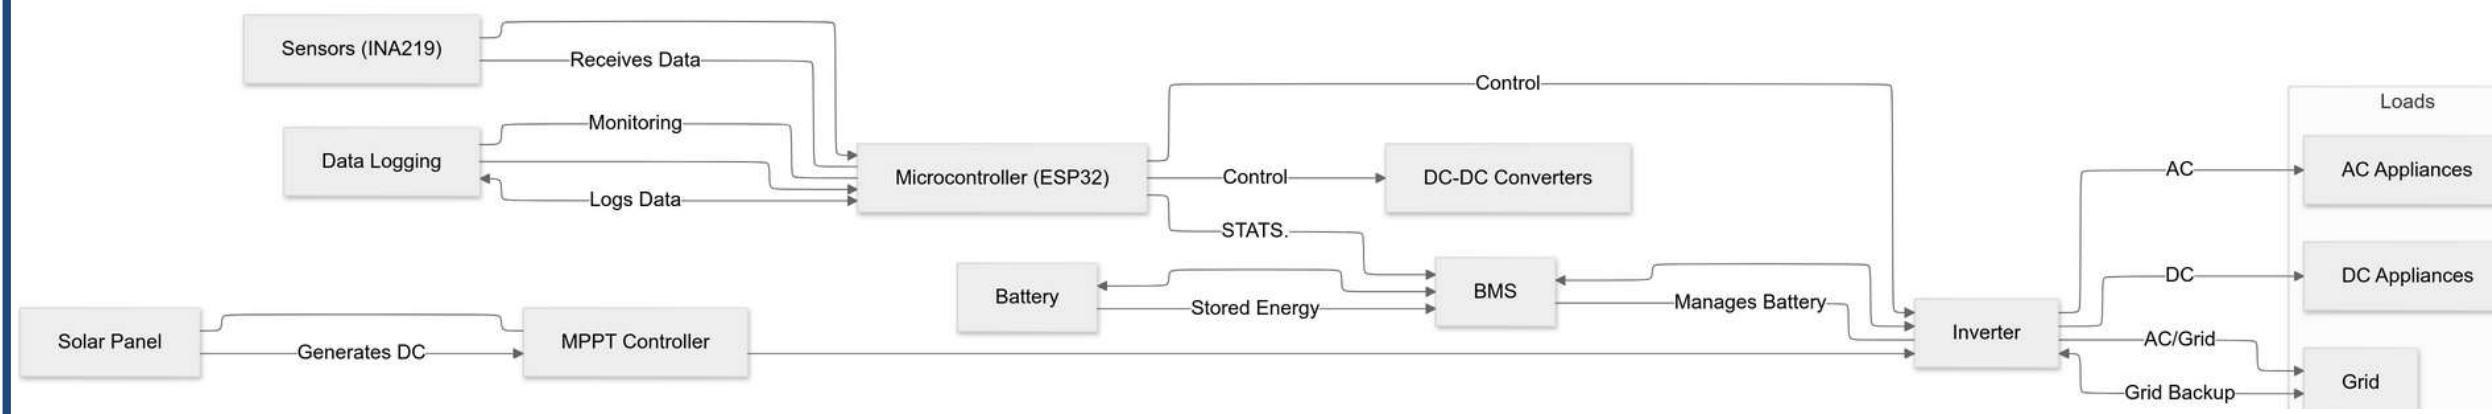 Sensors (INA219)
Receives Data
Control
Loads
Monitoring
Data Logging
Logs Data
Microcontroller (ESP32)
Control
DC-DC Converters
AC
AC Appliances
STATS.
Battery
Stored Energy
BMS
Manages Battery
DC
DC Appliances
Solar Panel
Generates DC
MPPT Controller
Inverter
AC/Grid
Grid Backup
Grid